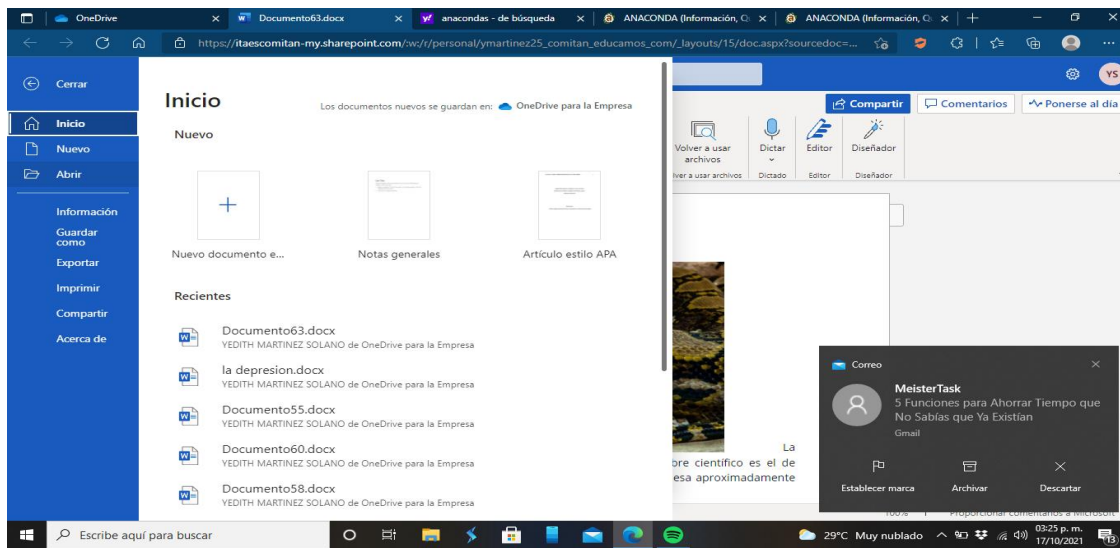 OneDrive
Documento63.docx
anacondas - de búsqueda
ANACONDA (Información, C
ANACONDA (Información, C
https://itaescomitan-my.sharepoint.com/:w:/r/personal/ymartinez25_comitan_educamos_com/_layouts/15/doc.aspx?sourcedoc=...
Cerrar
YS
Inicio
Los documentos nuevos se guardan en: OneDrive para la Empresa
Compartir
Comentarios
Ponerse al día
Inicio
Nuevo
Abrir
Información
Guardar
como
Exportar
Imprimir
Compartir
Acerca de
Nuevo
Nuevo documento e...
Notas generales
Artículo estilo APA
Volver a usar
archivos
Dictar
Editor
Diseñador
lver a usar archivos
Dictado
Editor
Diseñador
Recientes
Documento63.docx
YEDITH MARTINEZ SOLANO de OneDrive para la Empresa
la depresion.docx
YEDITH MARTINEZ SOLANO de OneDrive para la Empresa
Documento55.docx
YEDITH MARTINEZ SOLANO de OneDrive para la Empresa
Documento60.docx
YEDITH MARTINEZ SOLANO de OneDrive para la Empresa
Documento58.docx
YEDITH MARTINEZ SOLANO de OneDrive para la Empresa
La
bre científico es el de
esa aproximadamente
Correo
MeisterTask
5 Funciones para Ahorrar Tiempo que
No Sabías que Ya Existían
Gmail
Establecer marca
Archivar
Descartar
100%
Proporcionar comentarios a Microsoft
Escribe aquí para buscar
29°C Muy nublado
03:25 p. m.
17/10/2021